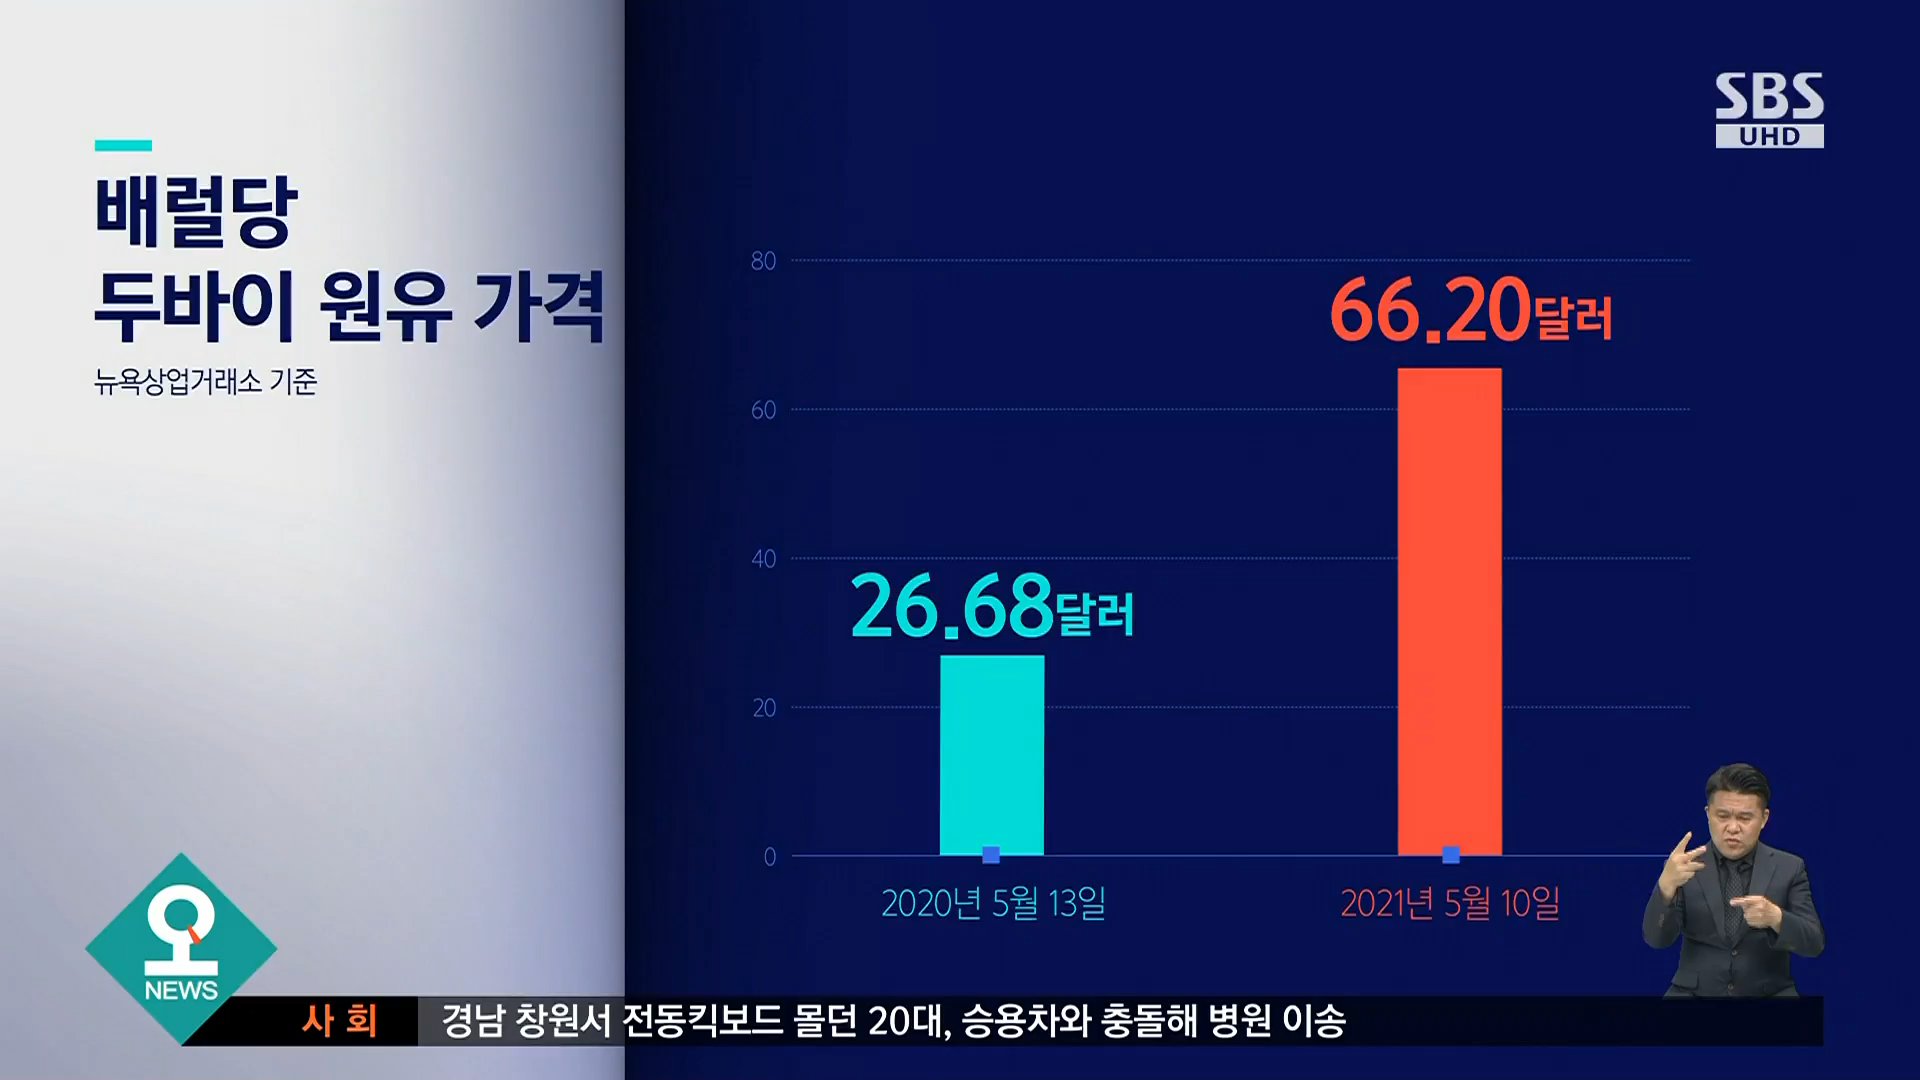 SBS
UHD
배럴당
두바이 원유 가격
뉴욕상업거래소 기준
80
60
40
20
0
66.20달러
26.68달러
2020년 5월 13일
2021년 5월 10일
오
NEWS
사회
경남 창원서 전동킥보드 몰던 20대, 승용차와 충돌해 병원 이송